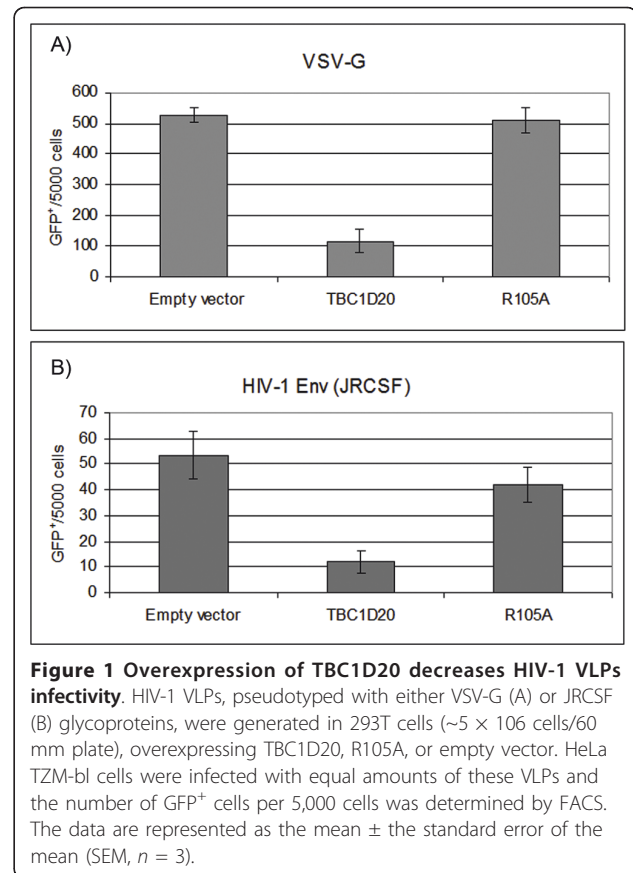 A)
VSV-G
GFP+/5000 cells
600
500
400
300
200
100
0
Empty vector TBC1D20 R105A
B)
HIV-1 Env (JRCSF)
GFP+/5000 cells
70
60
50
40
30
20
10
0
Empty vector TBC1D20 R105A
Figure 1 Overexpression of TBC1D20 decreases HIV-1 VLPs
infectivity. HIV-1 VLPs, pseudotyped with either VSV-G (A) or JRCSF
(B) glycoproteins, were generated in 293T cells (~5 × 106 cells/60
mm plate), overexpressing TBC1D20, R105A, or empty vector. HeLa
TZM-bl cells were infected with equal amounts of these VLPs and
the number of GFP+ cells per 5,000 cells was determined by FACS.
The data are represented as the mean ± the standard error of the
mean (SEM, n = 3).